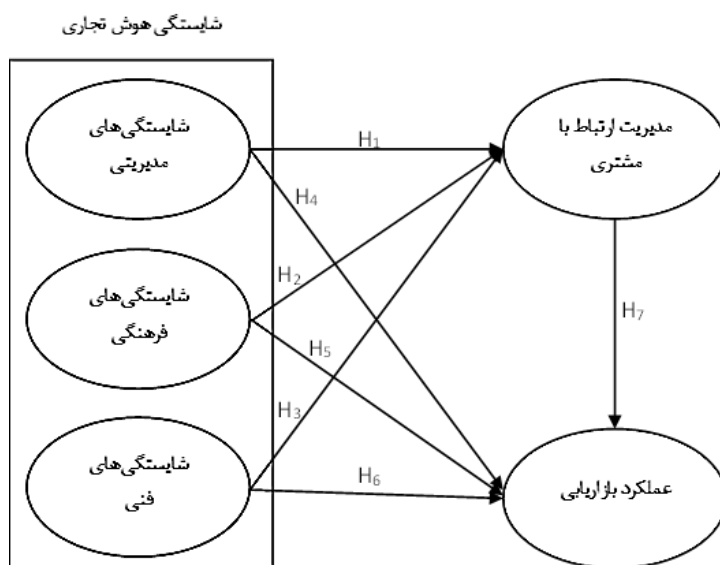 شایستگی هوش تجاری
شایستگی‌های
مدیریتی
H₁
مدیریت ارتباط با
مشتری
H₄
شایستگی‌های
فرهنگی
H₂
H₅
H₇
H₃
شایستگی‌های
فنی
H₆
عملکرد بازاریابی